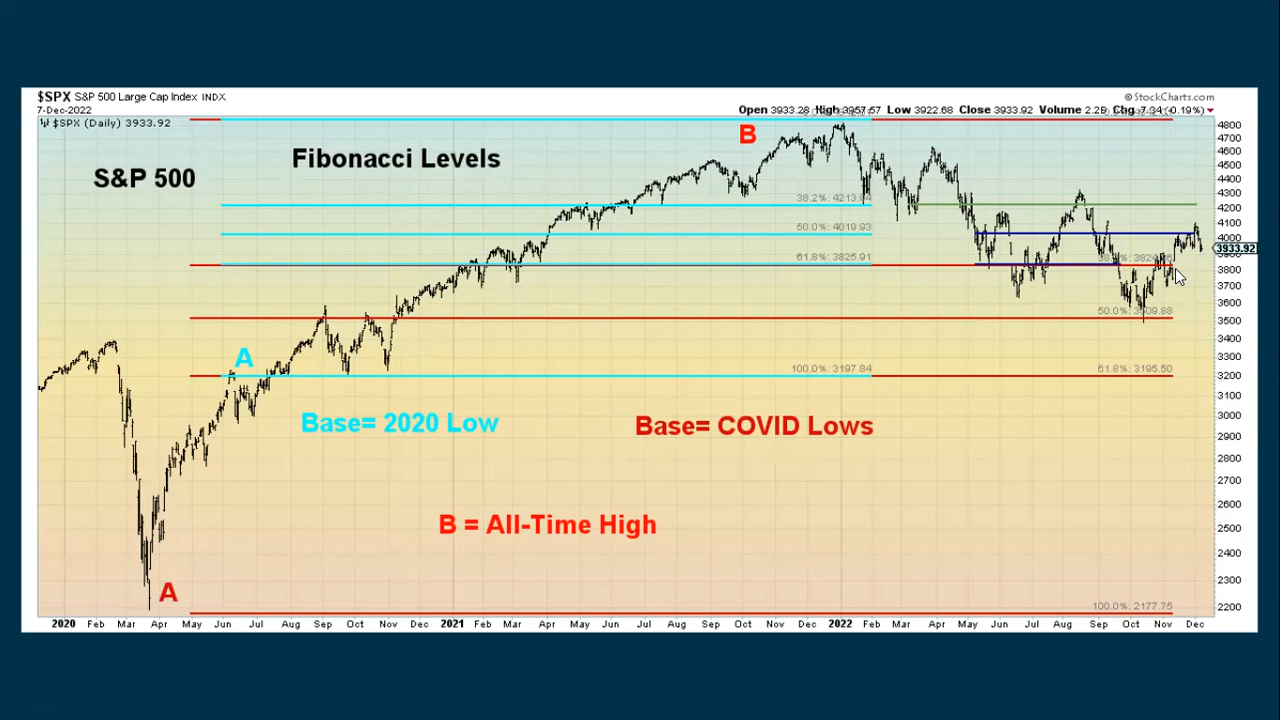 $SPX S&P 500 Large Cap Index INDX
© StockCharts.com
7-Dec-2022
Open 3933.28 High 3957.57 Low 3922.68 Close 3933.92 Volume 2.2B Chg -7.34 (-0.19%)
$SPX (Daily) 3933.92
S&P 500
Fibonacci Levels
B
38.2%: 4213.84
50.0%: 4019.93
61.8%: 3825.91
50.0%: 3509.88
100.0%: 3197.84
61.8%: 3195.50
A
Base= 2020 Low
Base= COVID Lows
B = All-Time High
A
100.0%: 2177.75
4800
4700
4600
4500
4400
4300
4200
4100
4000
3933.92
3800
3700
3600
3500
3400
3300
3200
3100
3000
2900
2800
2700
2600
2500
2400
2300
2200
2020 Feb Mar Apr May Jun Jul Aug Sep Oct Nov Dec 2021 Feb Mar Apr May Jun Jul Aug Sep Oct Nov Dec 2022 Feb Mar Apr May Jun Jul Aug Sep Oct Nov Dec